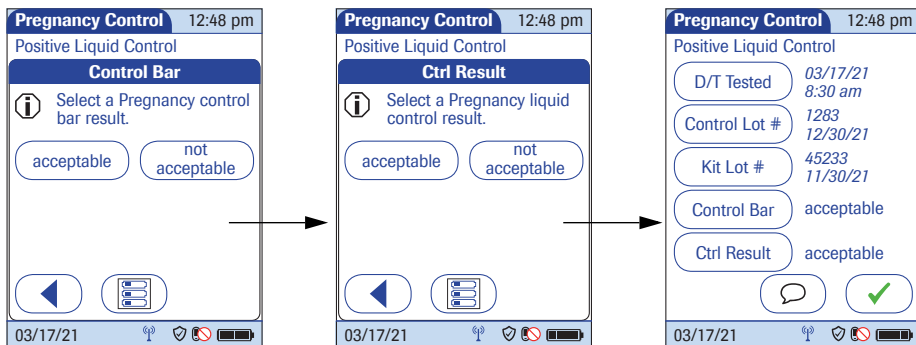 Pregnancy Control 12:48 pm
Positive Liquid Control
Control Bar
Select a Pregnancy control
bar result.
acceptable
not
acceptable
03/17/21
Pregnancy Control 12:48 pm
Positive Liquid Control
Ctrl Result
Select a Pregnancy liquid
control result.
acceptable
not
acceptable
03/17/21
Pregnancy Control 12:48 pm
Positive Liquid Control
D/T Tested 03/17/21
8:30 am
Control Lot # 1283
12/30/21
Kit Lot # 45233
11/30/21
Control Bar acceptable
Ctrl Result acceptable
03/17/21